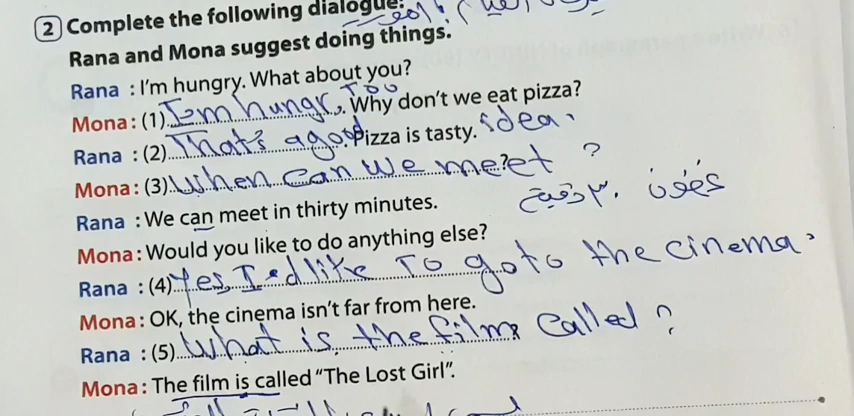 2 Complete the following dialogue:
Rana and Mona suggest doing things.
Rana : I'm hungry. What about you?
Mona : (1) I'm hungr, Too. Why don't we eat pizza?
Rana : (2) That's a good idea. Pizza is tasty.
Mona : (3) When can we meet ?
Rana : We can meet in thirty minutes.
Mona : Would you like to do anything else?
Rana : (4) Yes, I'd like To go to the cinema.
Mona : OK, the cinema isn't far from here.
Rana : (5) What is the film called ?
Mona : The film is called “The Lost Girl”.